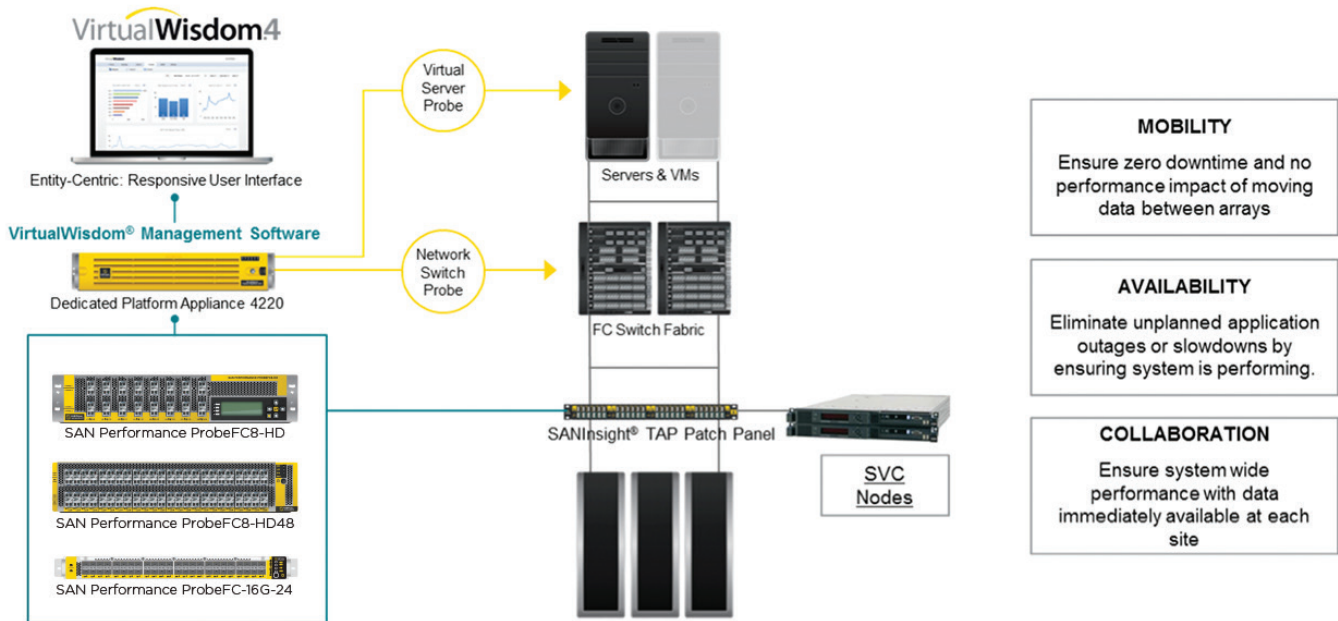 VirtualWisdom4
Entity-Centric: Responsive User Interface
VirtualWisdom® Management Software
Dedicated Platform Appliance 4220
SAN Performance ProbeFC8-HD
SAN Performance ProbeFC8-HD48
SAN Performance ProbeFC-16G-24
Virtual
Server
Probe
Network
Switch
Probe
Servers & VMs
FC Switch Fabric
SANInsight® TAP Patch Panel
SVC
Nodes
MOBILITY
Ensure zero downtime and no
performance impact of moving
data between arrays
AVAILABILITY
Eliminate unplanned application
outages or slowdowns by
ensuring system is performing.
COLLABORATION
Ensure system wide
performance with data
immediately available at each
site